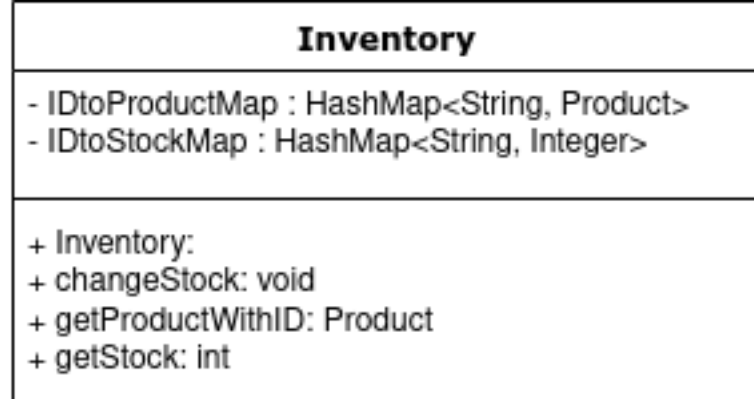 Inventory
- IDtoProductMap : HashMap<String, Product>
- IDtoStockMap : HashMap<String, Integer>
+ Inventory:
+ changeStock: void
+ getProductWithID: Product
+ getStock: int